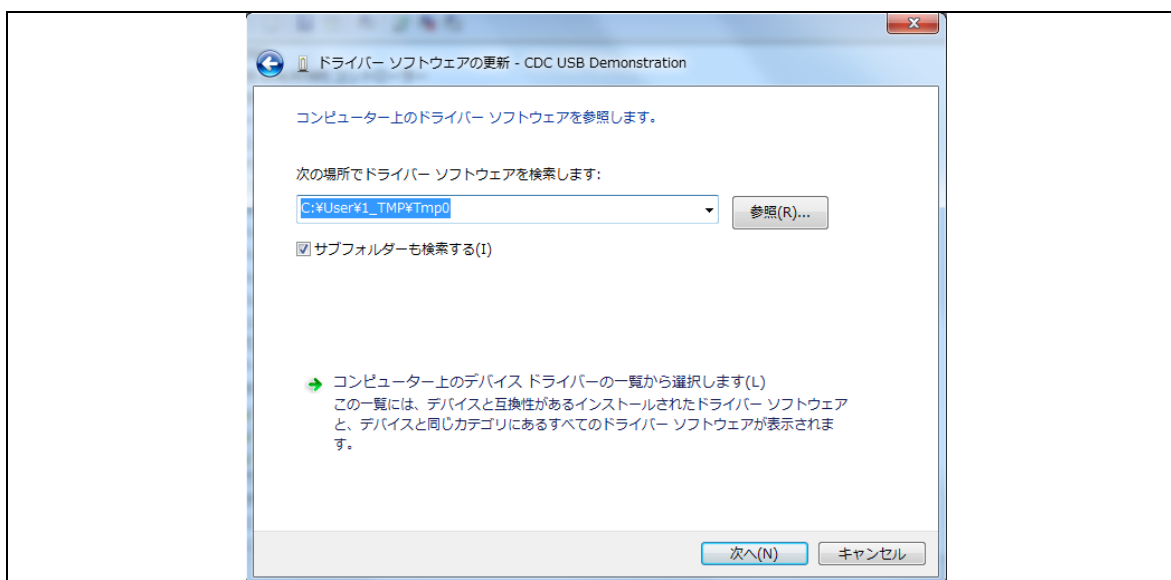 ドライバー ソフトウェアの更新 - CDC USB Demonstration
コンピューター上のドライバー ソフトウェアを参照します。
次の場所でドライバー ソフトウェアを検索します:
C:¥User¥1_TMP¥Tmp0
参照(R)...
サブフォルダーも検索する(I)
コンピューター上のデバイス ドライバーの一覧から選択します(L)
この一覧には、デバイスと互換性があるインストールされたドライバー ソフトウェア
と、デバイスと同じカテゴリにあるすべてのドライバー ソフトウェアが表示されま
す。
次へ(N)
キャンセル